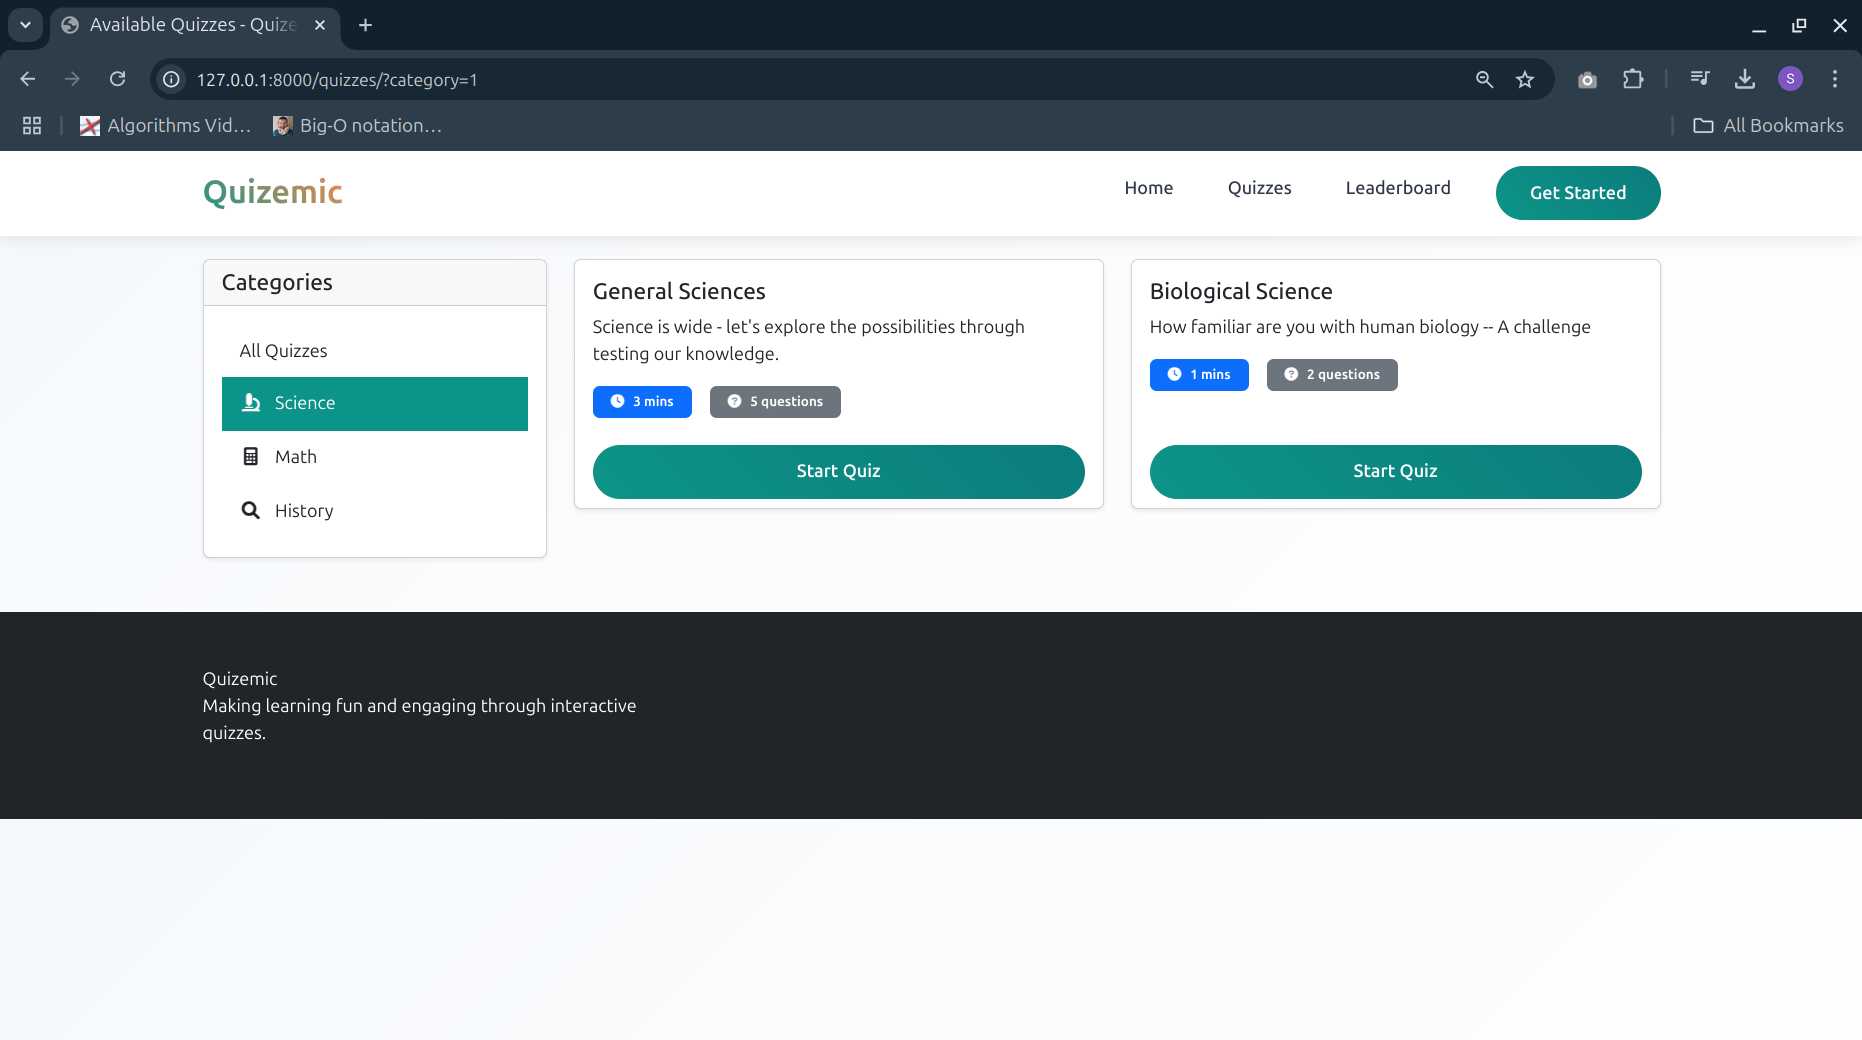 Available Quizzes - Quize
127.0.0.1:8000/quizzes/?category=1
S
Algorithms Vid...
Big-O notation...
All Bookmarks
Quizemic
Home
Quizzes
Leaderboard
Get Started
Categories
All Quizzes
Science
Math
History
General Sciences
Science is wide - let's explore the possibilities through
testing our knowledge.
3 mins
5 questions
Start Quiz
Biological Science
How familiar are you with human biology -- A challenge
1 mins
2 questions
Start Quiz
Quizemic
Making learning fun and engaging through interactive
quizzes.